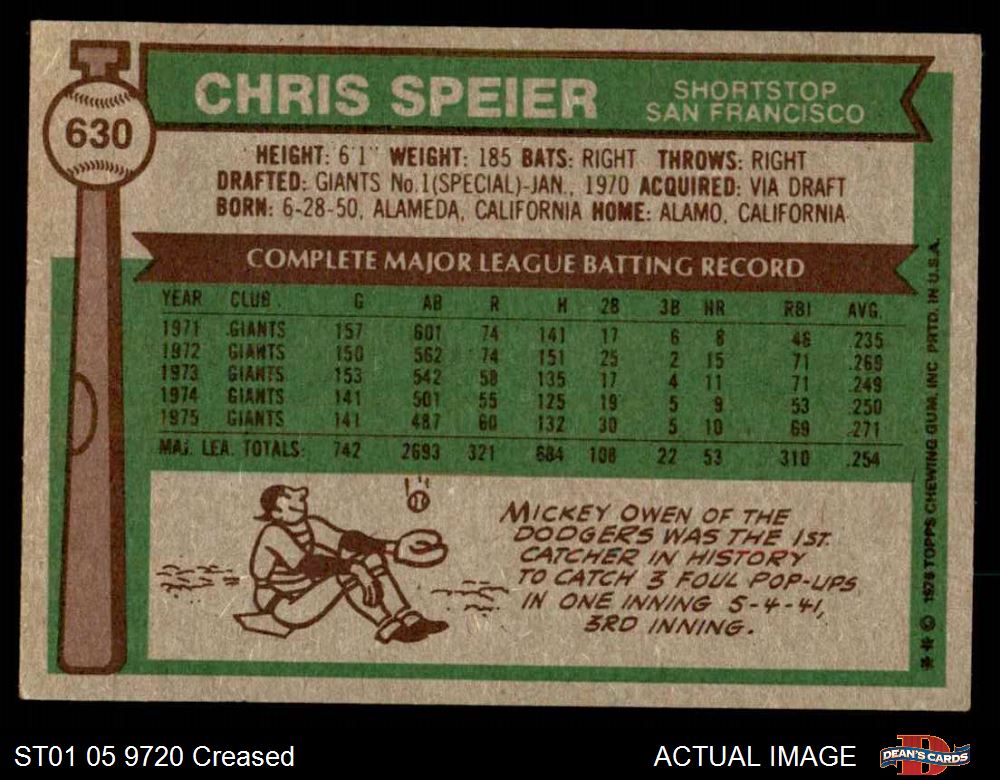 630
CHRIS SPEIER
SHORTSTOP
SAN FRANCISCO
HEIGHT: 6'1" WEIGHT: 185 BATS: RIGHT THROWS: RIGHT
DRAFTED: GIANTS No.1(SPECIAL)-JAN., 1970 ACQUIRED: VIA DRAFT
BORN: 6-28-50, ALAMEDA, CALIFORNIA HOME: ALAMO, CALIFORNIA
COMPLETE MAJOR LEAGUE BATTING RECORD
YEAR CLUB G AB R H 2B 3B HR RBI AVG.
1971 GIANTS 157 601 74 141 17 6 8 46 .235
1972 GIANTS 150 562 74 151 25 2 15 71 .269
1973 GIANTS 153 542 58 135 17 4 11 71 .249
1974 GIANTS 141 501 55 125 19 5 9 53 .250
1975 GIANTS 141 487 60 132 30 5 10 69 .271
MAJ. LEA. TOTALS: 742 2693 321 684 108 22 53 310 .254
MICKEY OWEN OF THE
DODGERS WAS THE 1ST.
CATCHER IN HISTORY
TO CATCH 3 FOUL POP-UPS
IN ONE INNING 5-4-41,
3RD INNING.
** © 1976 TOPPS CHEWING GUM, INC. PRTD. IN U.S.A.
ST01 05 9720 Creased
ACTUAL IMAGE
DEAN'S CARDS